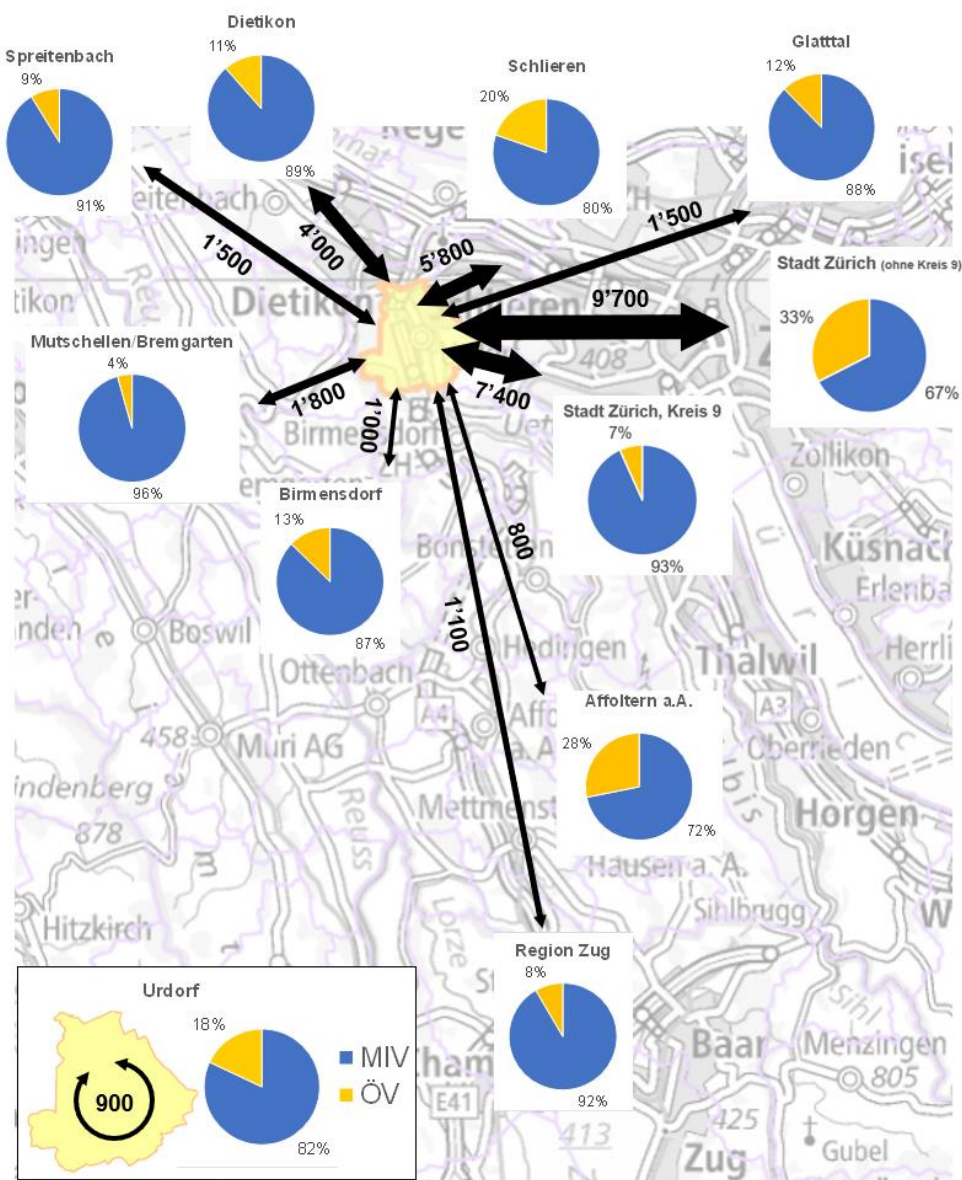 Dietikon
11%
89%
Spreitenbach
9%
91%
Schlieren
20%
80%
Glatttal
12%
88%
1'500
4'000
5'800
1'500
9'700
7'400
1'800
1'000
800
1'100
Stadt Zürich (ohne Kreis 9)
33%
67%
Mutschellen/Bremgarten
4%
96%
Stadt Zürich, Kreis 9
7%
93%
Birmensdorf
13%
87%
Affoltern a.A.
28%
72%
Region Zug
8%
92%
Dietikon
408
Zollikon
Küsnach
Erlenba
Boswil
Ottenbach
Hedingen
Thalwil
Herrli
A4
A3
458
Muri AG
Oberrieden
indenberg
878
Reuss
Mettmenst
Horgen
Hausen a. A.
Hitzkirch
Lorze
Sihlbrugg
Sihl
Cham
Baar
Menzingen
805
E41
413
425
Zug
Gubel
Urdorf
18%
900
82%
MIV
ÖV